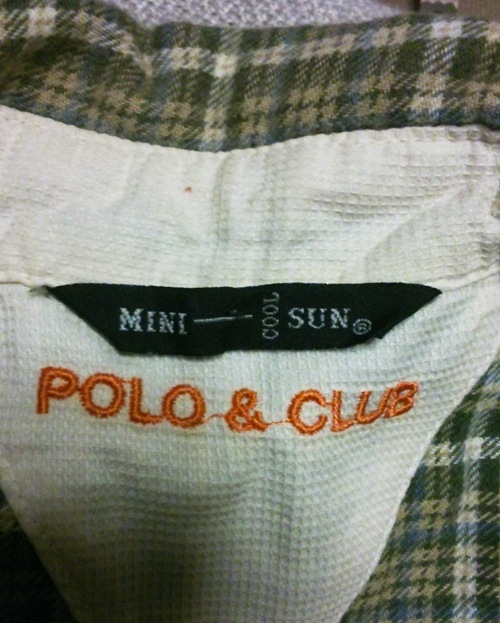 MINI — COOL SUN®
POLO & CLUB